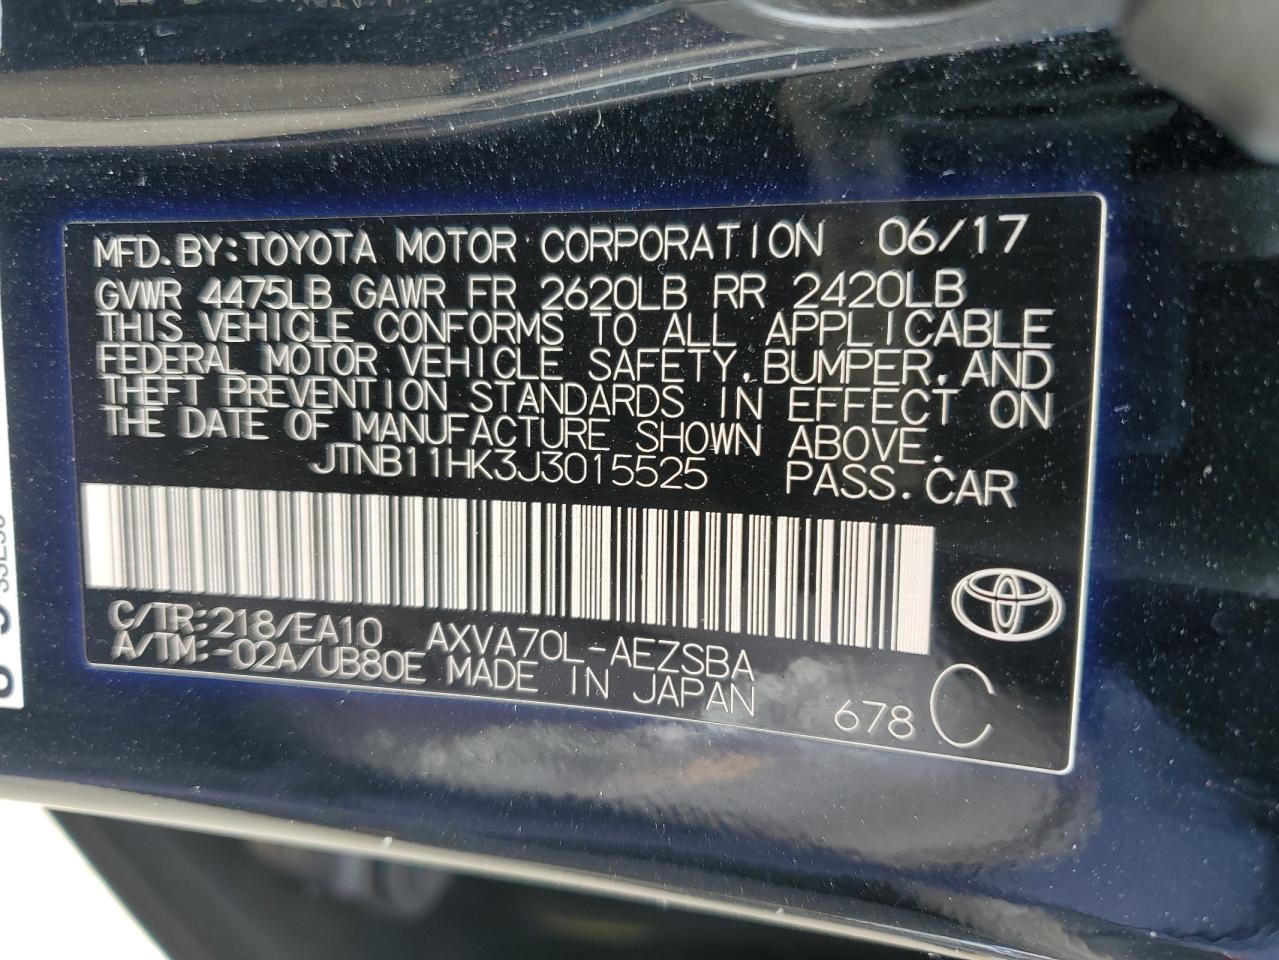 MFD. BY: TOYOTA MOTOR CORPORATION 06/17
GVWR 4475LB GAWR FR 2620LB RR 2420LB
THIS VEHICLE CONFORMS TO ALL APPLICABLE
FEDERAL MOTOR VEHICLE SAFETY, BUMPER, AND
THEFT PREVENTION STANDARDS IN EFFECT ON
THE DATE OF MANUFACTURE SHOWN ABOVE.
JTNB11HK3J3015525 PASS. CAR
C/TR: 218/EA10 AXVA70L-AEZSBA
A/TM: -02A/UB80E MADE IN JAPAN
678 C